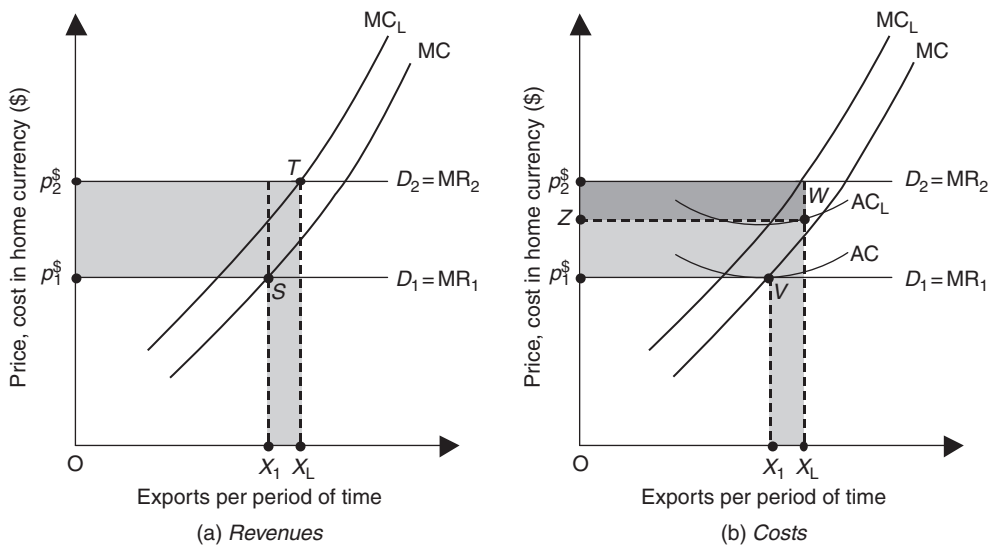 Price, cost in home currency ($)
MC_L
MC
p_2^$
T
D_2 = MR_2
p_1^$
S
D_1 = MR_1
O
X_1 X_L
Exports per period of time
(a) Revenues
Price, cost in home currency ($)
MC_L
MC
p_2^$
D_2 = MR_2
W
AC_L
Z
AC
p_1^$
V
D_1 = MR_1
O
X_1 X_L
Exports per period of time
(b) Costs